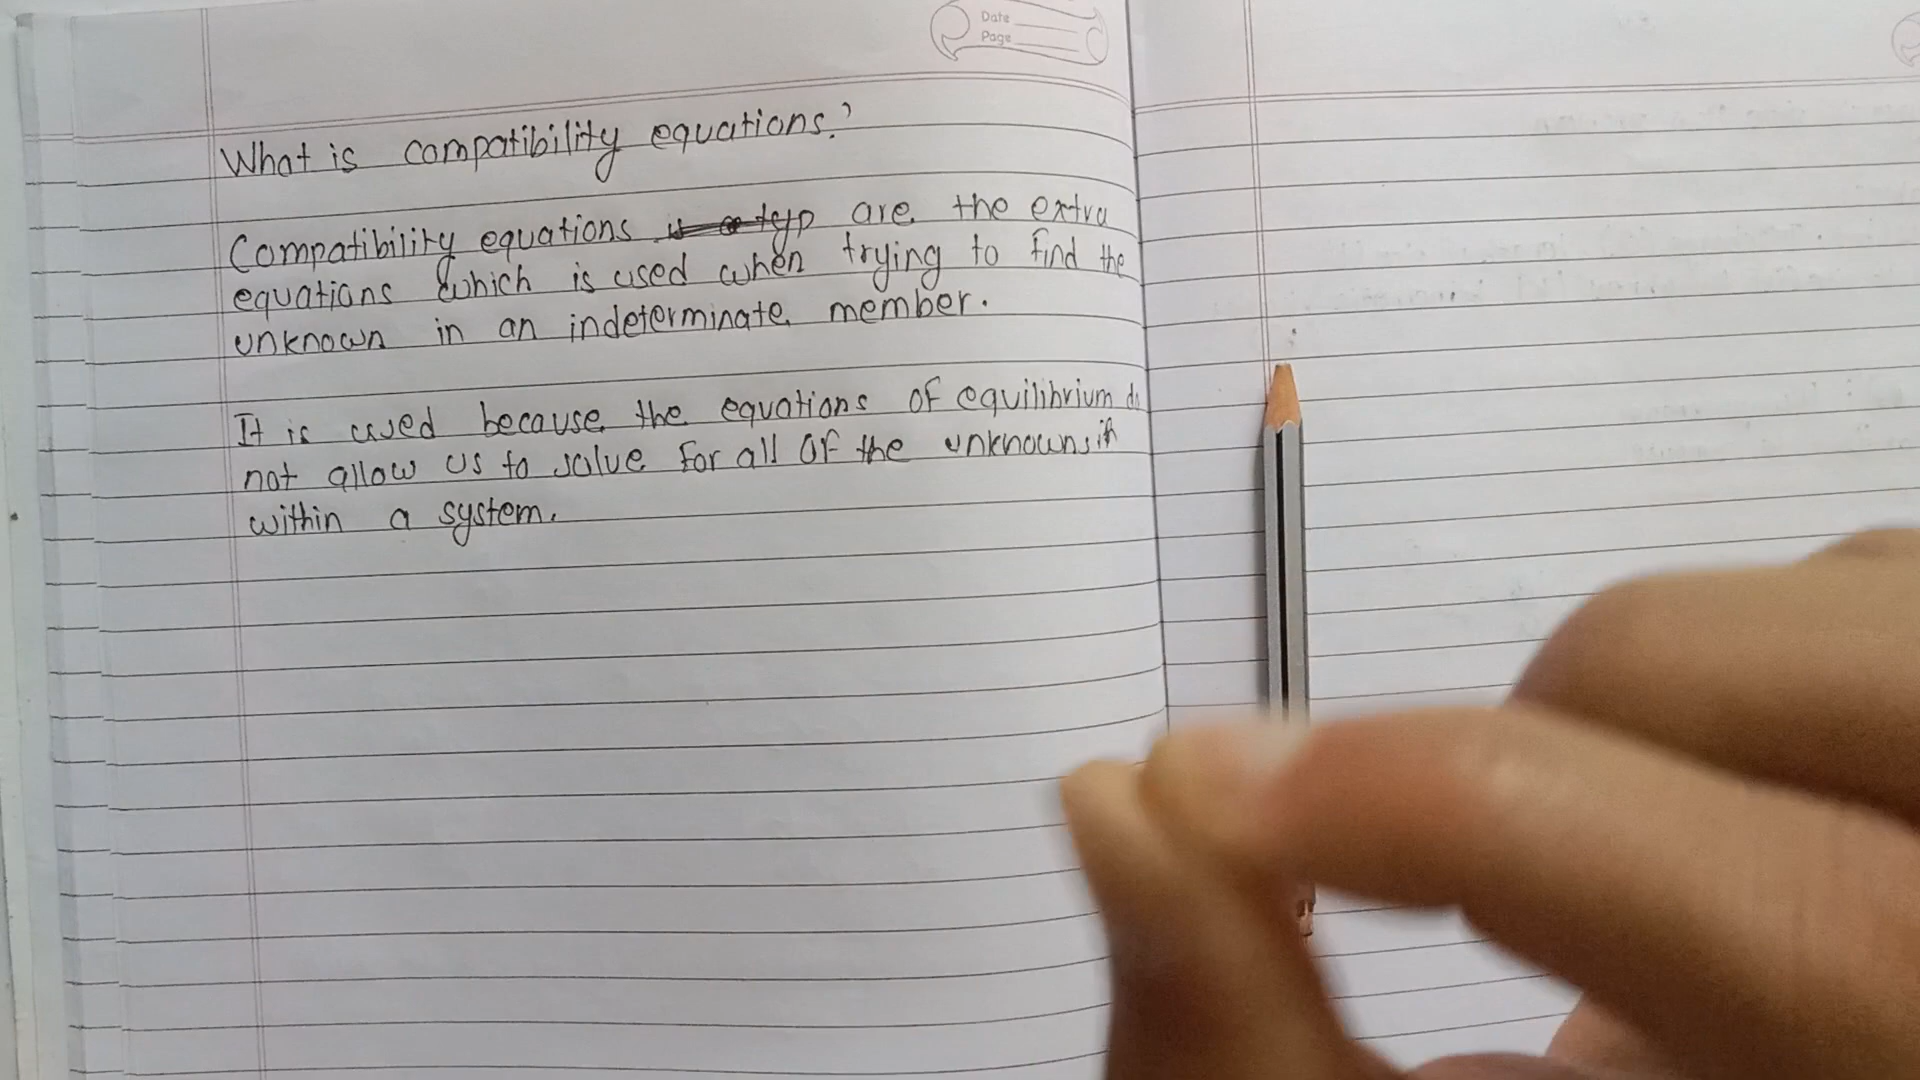 Date
Page
What is compatibility equations?
Compatibility equations are the extra
equations which is used when trying to find the
unknown in an indeterminate member.
It is used because the equations of equilibrium do
not allow us to solve for all of the unknowns in
within a system.